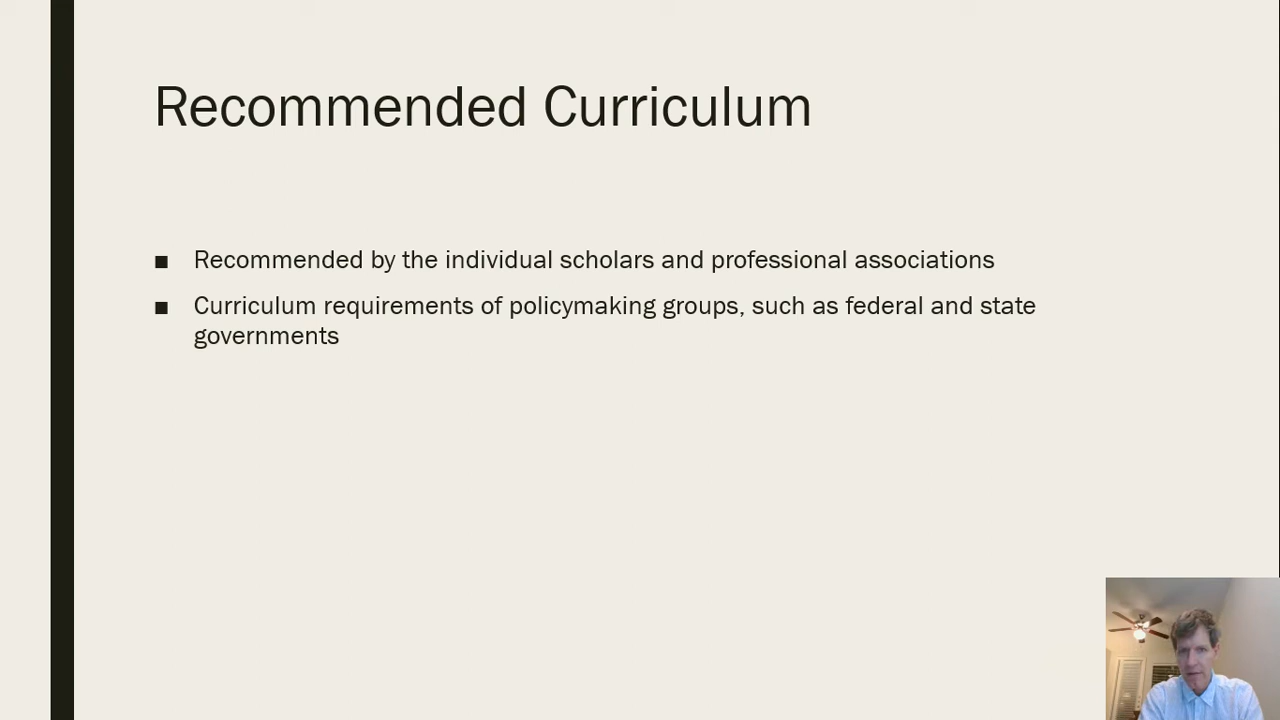 Recommended Curriculum
■ Recommended by the individual scholars and professional associations
■ Curriculum requirements of policymaking groups, such as federal and state
governments